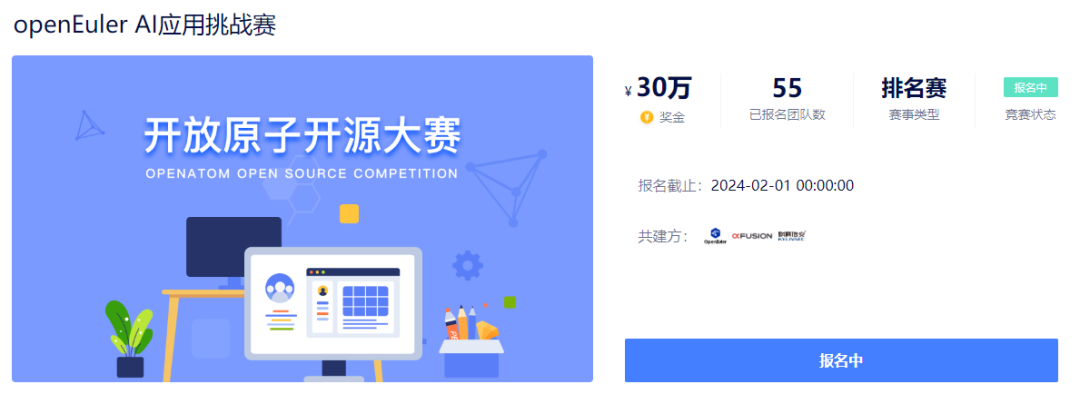 openEuler AI应用挑战赛
开放原子开源大赛
OPENATOM OPEN SOURCE COMPETITION
¥ 30万
奖金
55
已报名团队数
排名赛
赛事类型
报名中
竞赛状态
报名截止：2024-02-01 00:00:00
共建方： OpenEuler FUSION
报名中